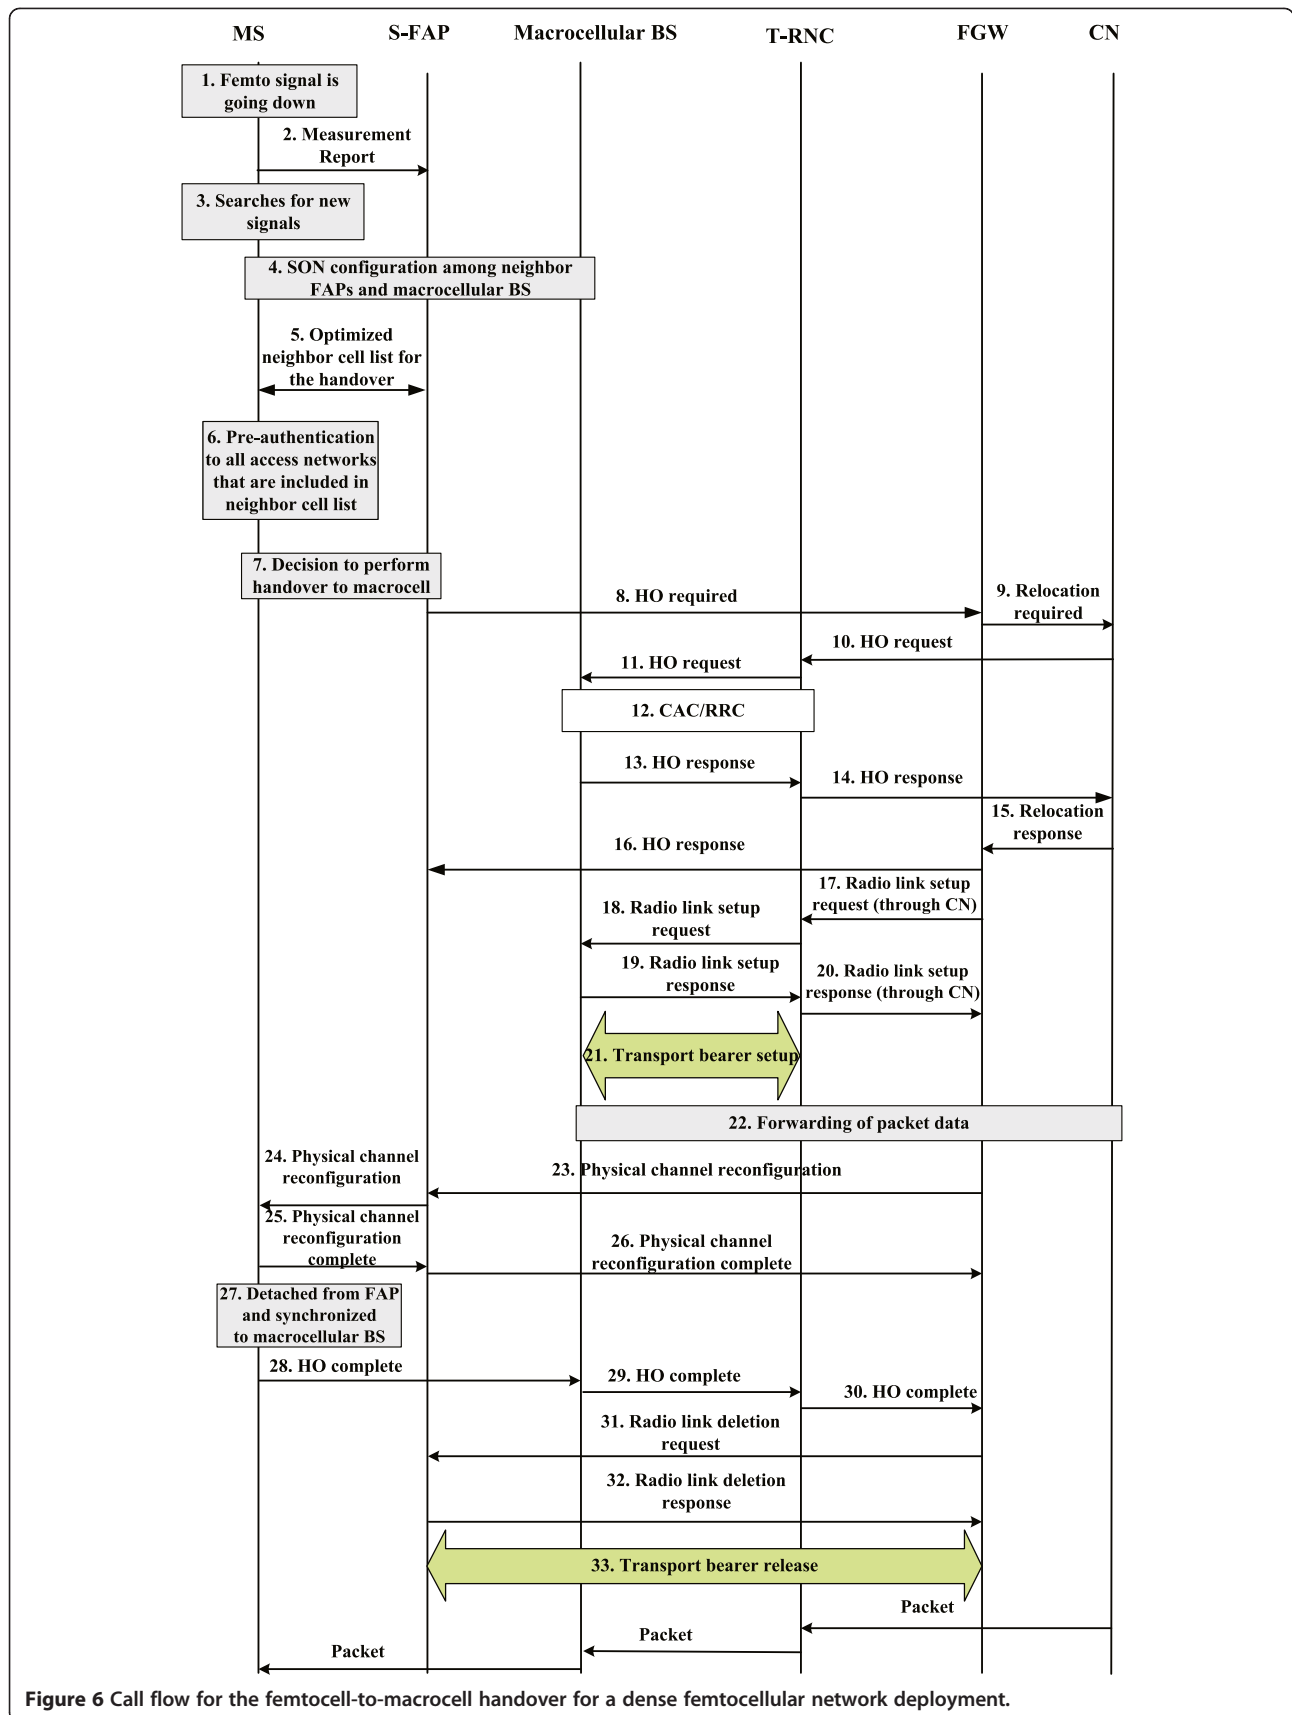 MS S-FAP Macrocellular BS T-RNC FGW CN
1. Femto signal is
going down
2. Measurement
Report
3. Searches for new
signals
4. SON configuration among neighbor
FAPs and macrocellular BS
5. Optimized
neighbor cell list for
the handover
6. Pre-authentication
to all access networks
that are included in
neighbor cell list
7. Decision to perform
handover to macrocell
8. HO required
9. Relocation
required
10. HO request
11. HO request
12. CAC/RRC
13. HO response
14. HO response
15. Relocation
response
16. HO response
17. Radio link setup
request (through CN)
18. Radio link setup
request
19. Radio link setup
response
20. Radio link setup
response (through CN)
21. Transport bearer setup
22. Forwarding of packet data
23. Physical channel reconfiguration
24. Physical channel
reconfiguration
25. Physical channel
reconfiguration
complete
26. Physical channel
reconfiguration complete
27. Detached from FAP
and synchronized
to macrocellular BS
28. HO complete
29. HO complete
30. HO complete
31. Radio link deletion
request
32. Radio link deletion
response
33. Transport bearer release
Packet
Packet
Packet
Figure 6 Call flow for the femtocell-to-macrocell handover for a dense femtocellular network deployment.